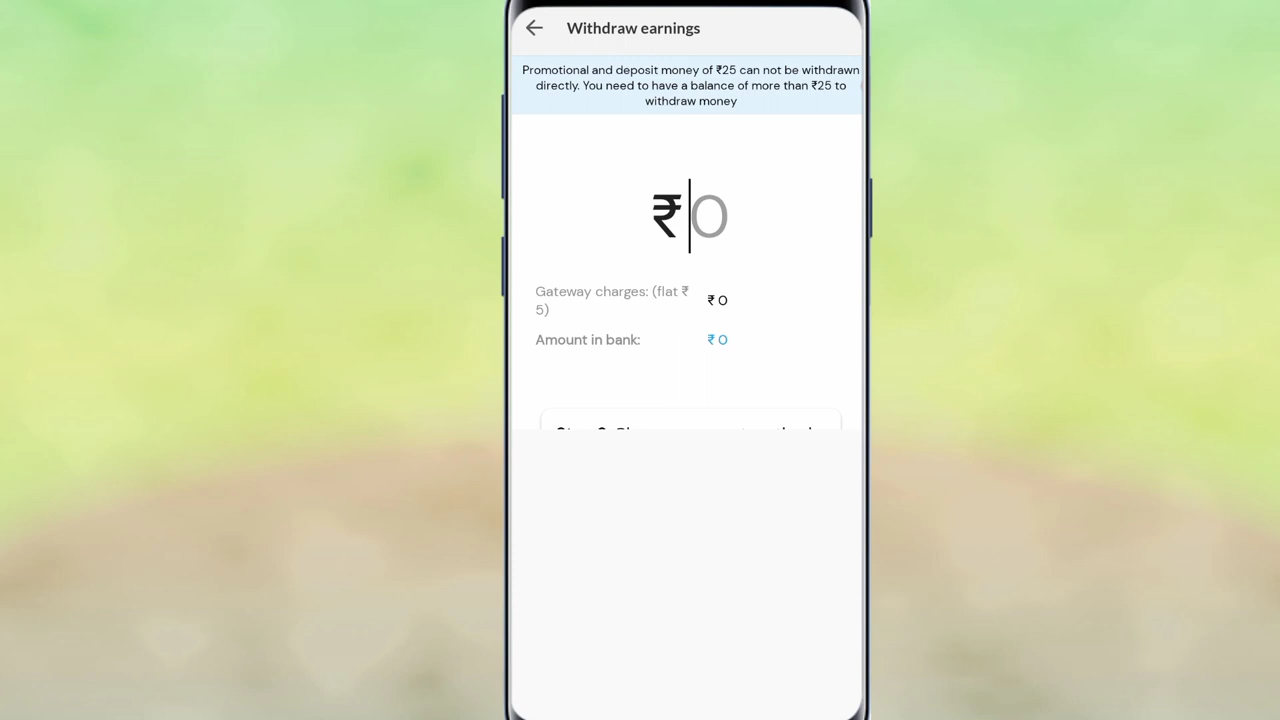 Withdraw earnings
Promotional and deposit money of ₹25 can not be withdrawn
directly. You need to have a balance of more than ₹25 to
withdraw money
₹ 0
Gateway charges: (flat ₹
5)
₹ 0
Amount in bank:
₹ 0